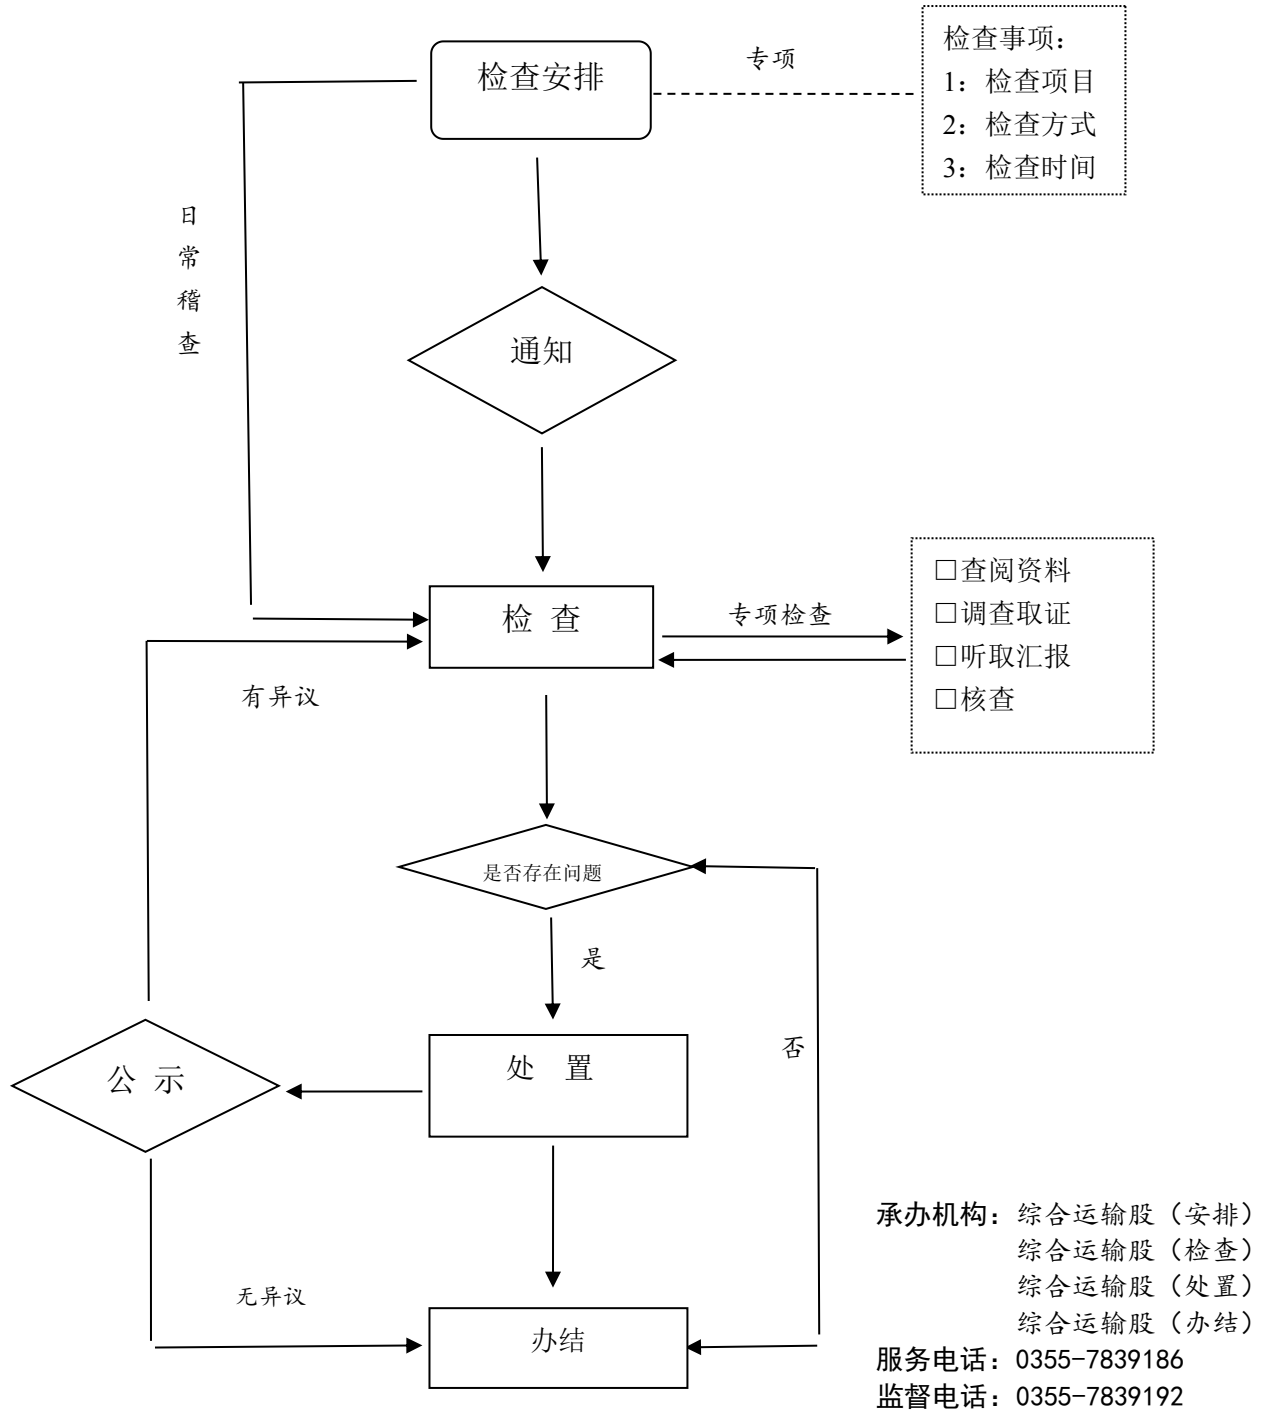 检查安排
专项
检查事项：
1：检查项目
2：检查方式
3：检查时间
日
常
稽
查
通知
检 查
专项检查
□查阅资料
□调查取证
□听取汇报
□核查
有异议
是否存在问题
是
否
处 置
公 示
无异议
办结
承办机构：综合运输股（安排）
综合运输股（检查）
综合运输股（处置）
综合运输股（办结）
服务电话：0355-7839186
监督电话：0355-7839192